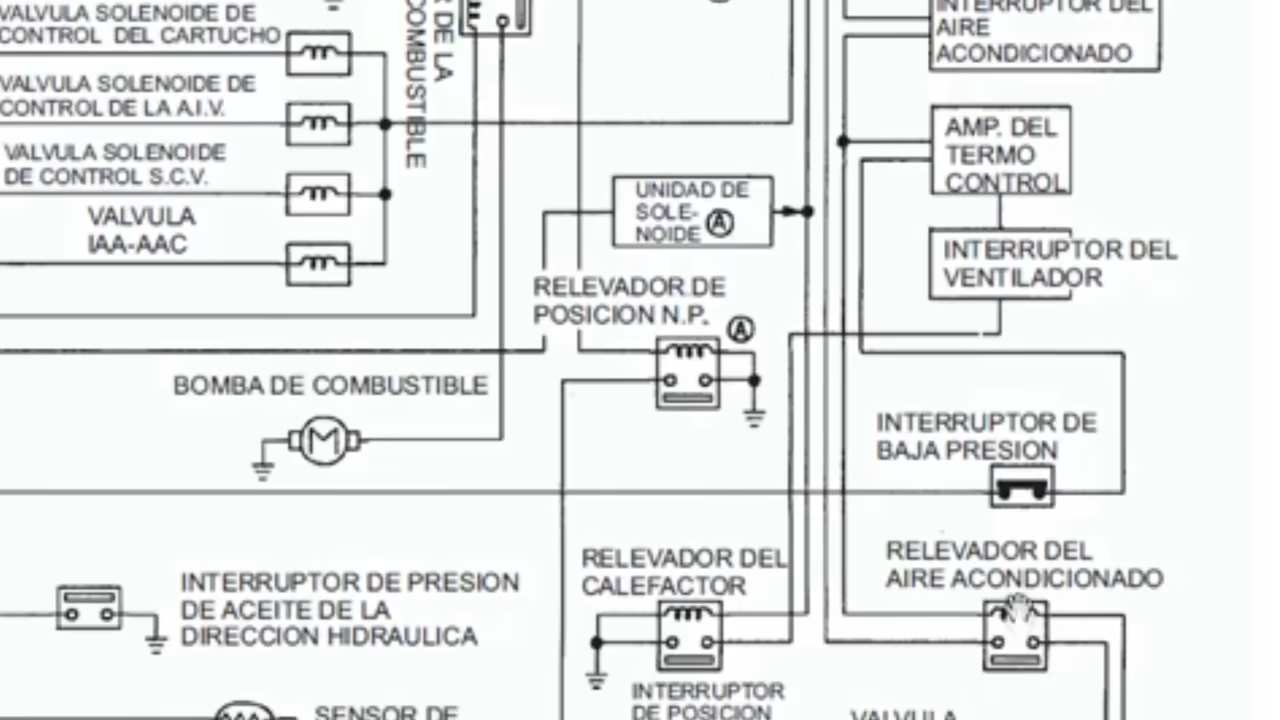 VALVULA SOLENOIDE DE
CONTROL DEL CARTUCHO
VALVULA SOLENOIDE DE
CONTROL DE LA A.I.V.
VALVULA SOLENOIDE
DE CONTROL S.C.V.
VALVULA
IAA-AAC
R DE LA
COMBUSTIBLE
INTERRUPTOR DEL
AIRE
ACONDICIONADO
AMP. DEL
TERMO
CONTROL
UNIDAD DE
SOLE-
NOIDE A
INTERRUPTOR DEL
VENTILADOR
RELEVADOR DE
POSICION N.P.
A
BOMBA DE COMBUSTIBLE
M
INTERRUPTOR DE
BAJA PRESION
RELEVADOR DEL
CALEFACTOR
RELEVADOR DEL
AIRE ACONDICIONADO
INTERRUPTOR DE PRESION
DE ACEITE DE LA
DIRECCION HIDRAULICA
INTERRUPTOR
DE POSICION
SENSOR DE
VALVULA